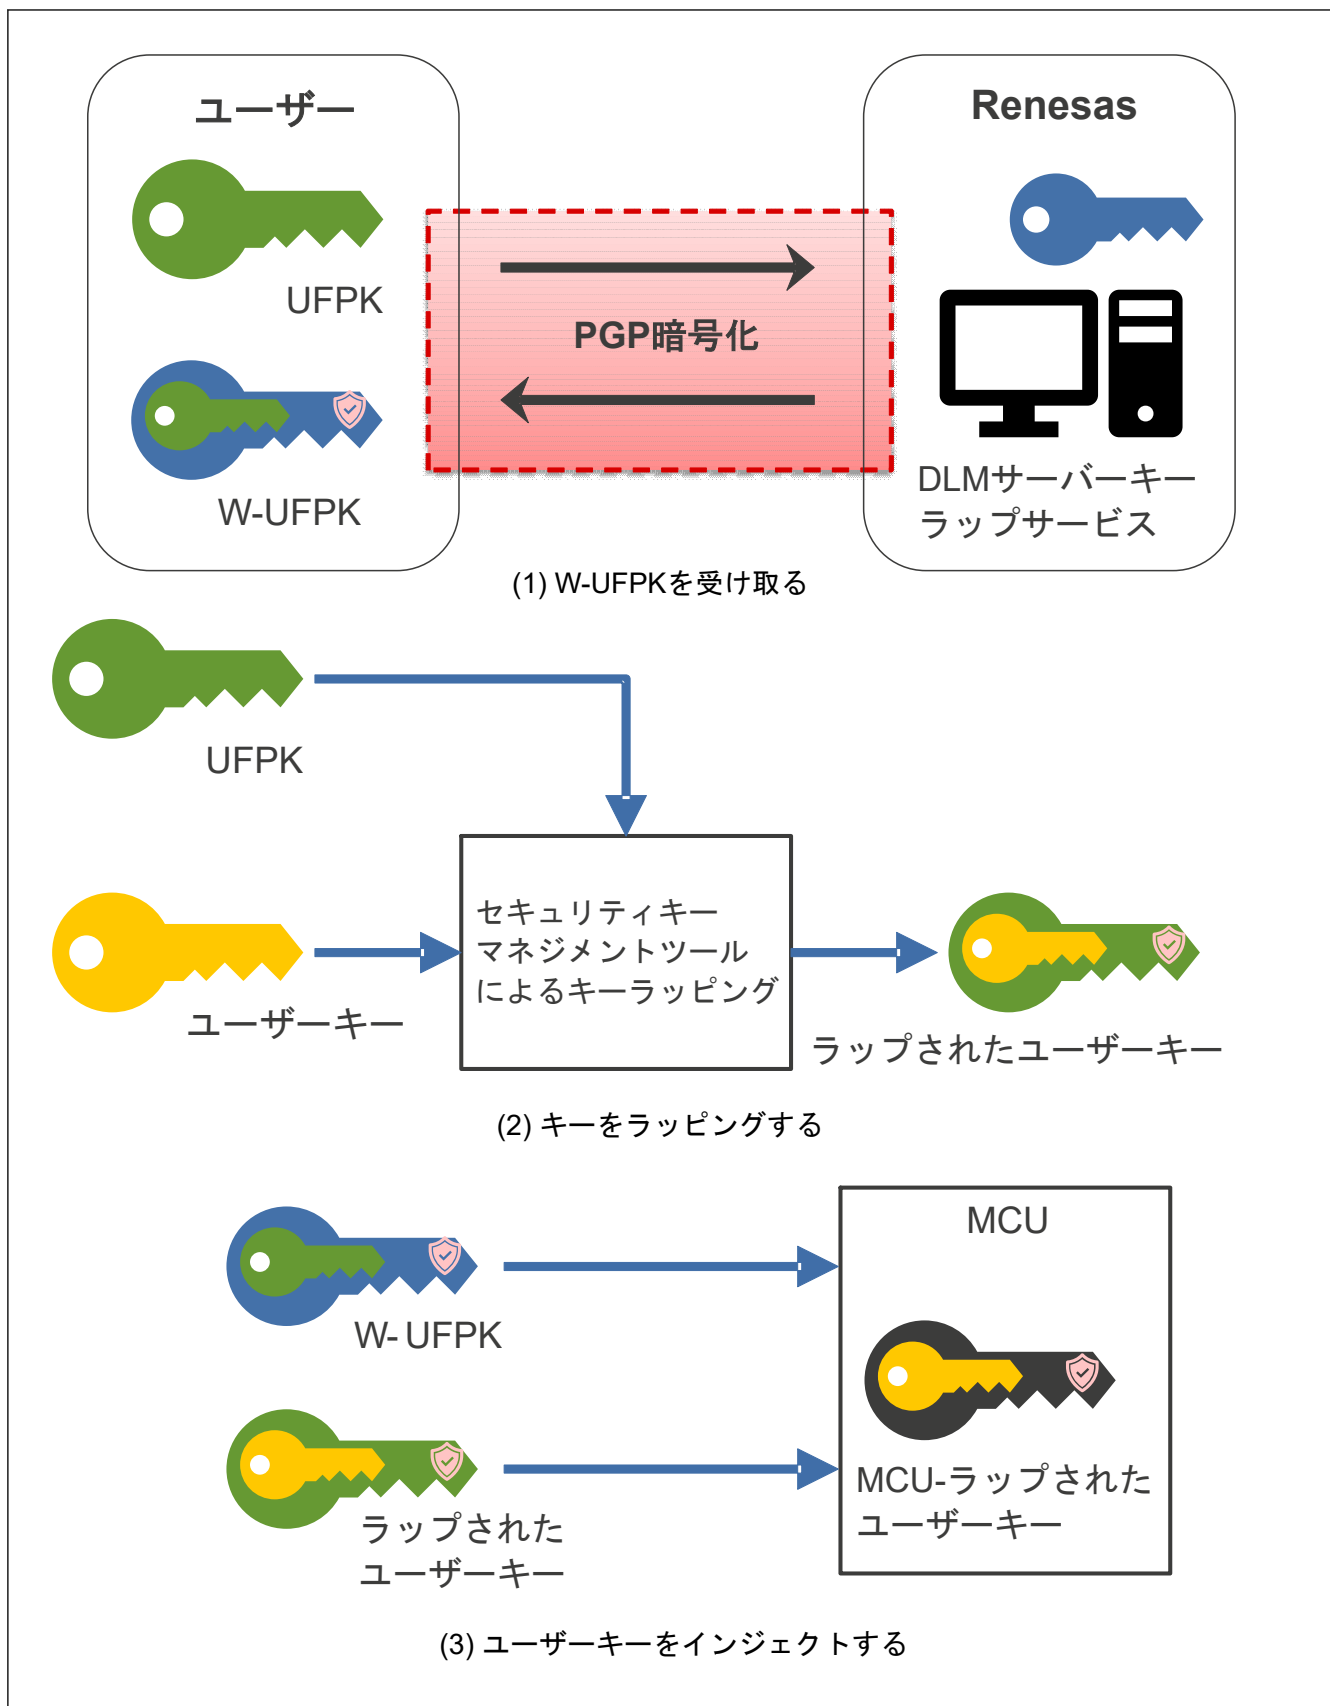 ユーザー
Renesas
UFPK
PGP暗号化
W-UFPK
DLMサーバーキー
ラップサービス
(1) W-UFPKを受け取る
UFPK
セキュリティキー
マネジメントツール
によるキーラッピング
ユーザーキー
ラップされたユーザーキー
(2) キーをラッピングする
MCU
W- UFPK
MCU-ラップされた
ユーザーキー
ラップされた
ユーザーキー
(3) ユーザーキーをインジェクトする